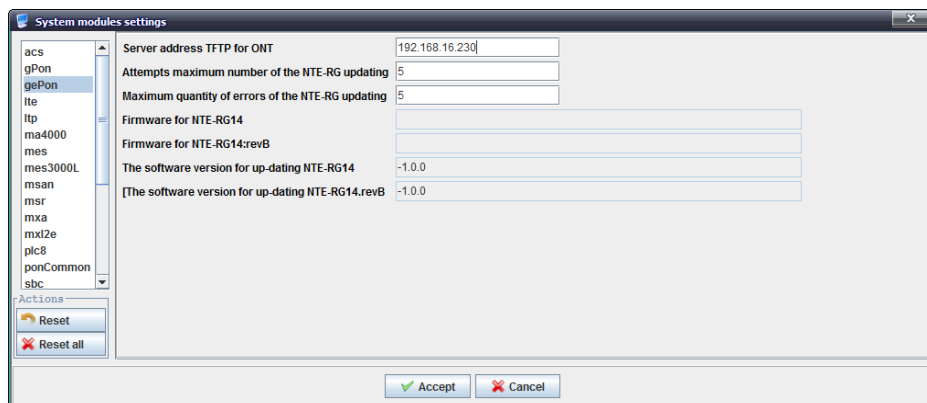 System modules settings
acs
gPon
gePon
lte
ltp
ma4000
mes
mes3000L
msan
msr
mxa
mxl2e
plc8
ponCommon
sbc
Actions
Reset
Reset all
Server address TFTP for ONT 192.168.16.230
Attempts maximum number of the NTE-RG updating 5
Maximum quantity of errors of the NTE-RG updating 5
Firmware for NTE-RG14
Firmware for NTE-RG14:revB
The software version for up-dating NTE-RG14 -1.0.0
[The software version for up-dating NTE-RG14.revB -1.0.0
Accept Cancel